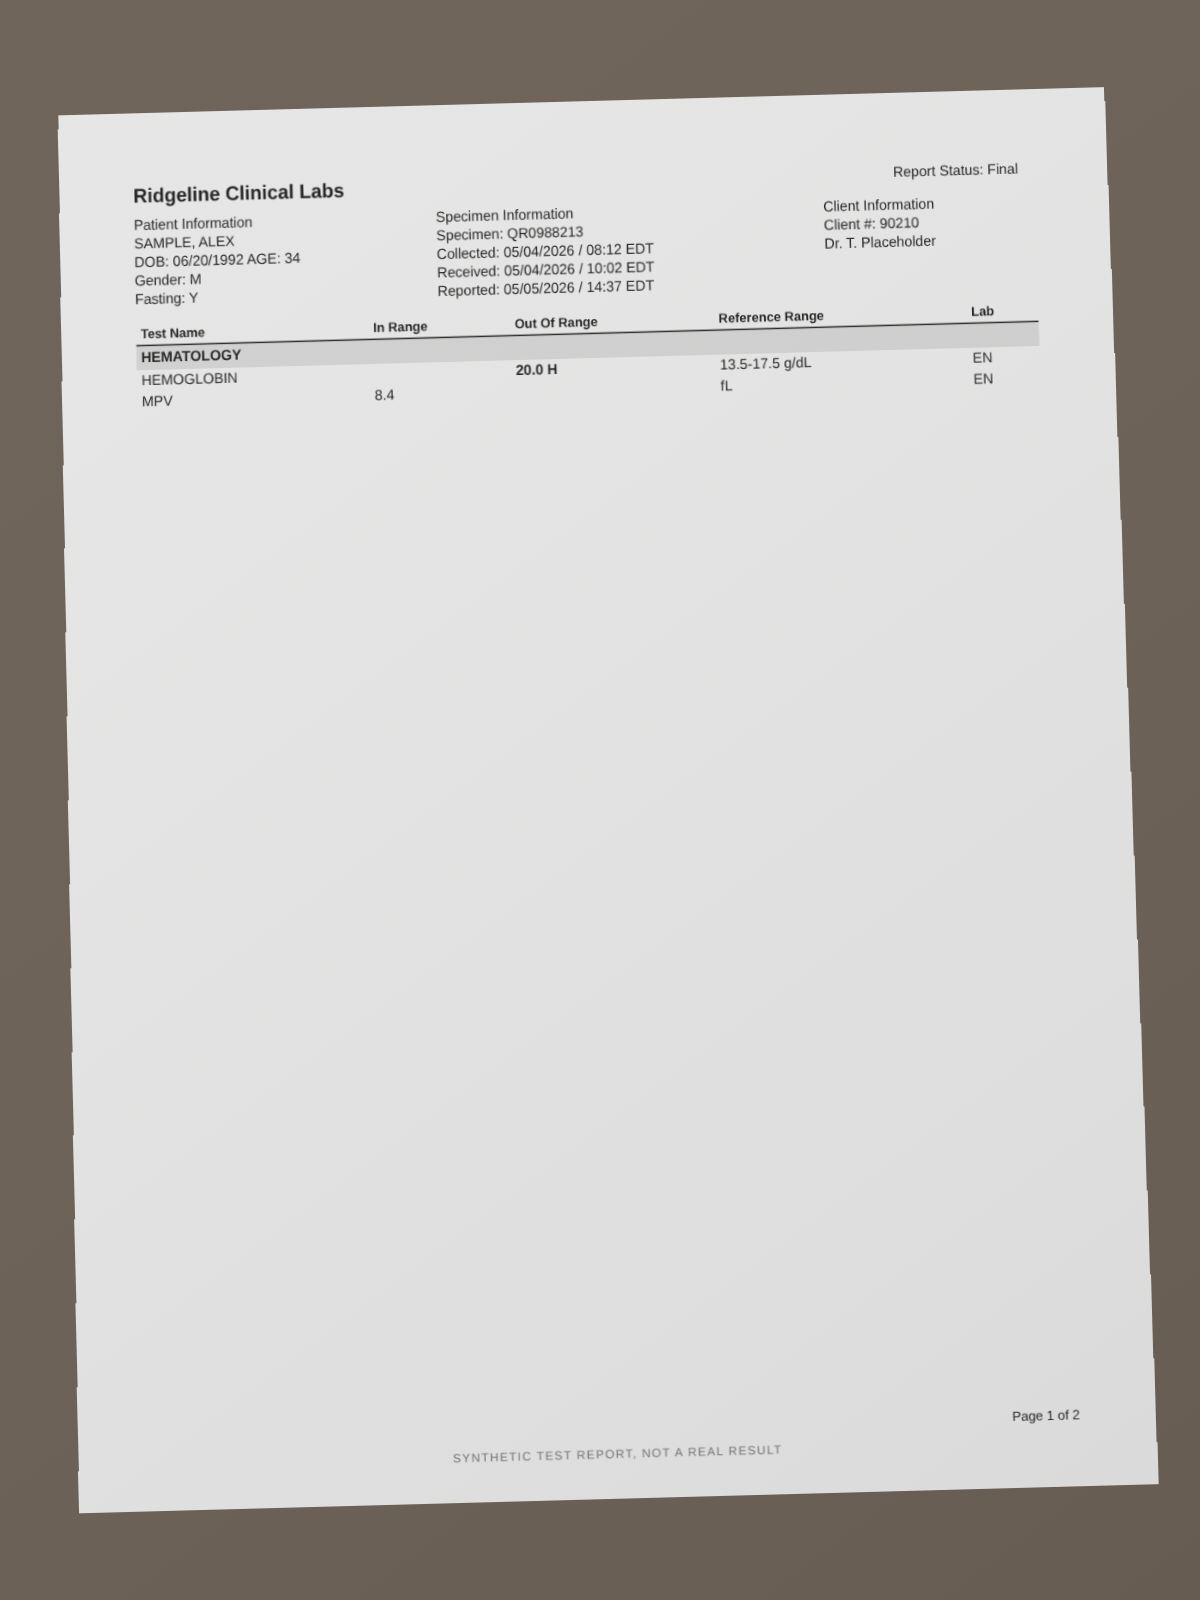 Report Status: Final
Ridgeline Clinical Labs
Patient Information
SAMPLE, ALEX
DOB: 06/20/1992 AGE: 34
Gender: M
Fasting: Y
Specimen Information
Specimen: QR0988213
Collected: 05/04/2026 / 08:12 EDT
Received: 05/04/2026 / 10:02 EDT
Reported: 05/05/2026 / 14:37 EDT
Client Information
Client #: 90210
Dr. T. Placeholder
Test Name In Range Out Of Range Reference Range Lab
HEMATOLOGY
HEMOGLOBIN 20.0 H 13.5-17.5 g/dL EN
MPV 8.4 fL EN
Page 1 of 2
SYNTHETIC TEST REPORT, NOT A REAL RESULT